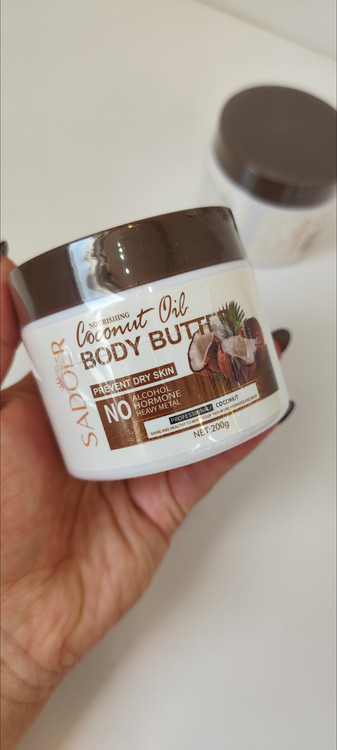 SADOER
NOURISHING
Coconut Oil
BODY BUTTE
PREVENT DRY SKIN
NO
ALCOHOL
HORMONE
HEAVY METAL
PROFESSIONAL COCONUT
NET:200g